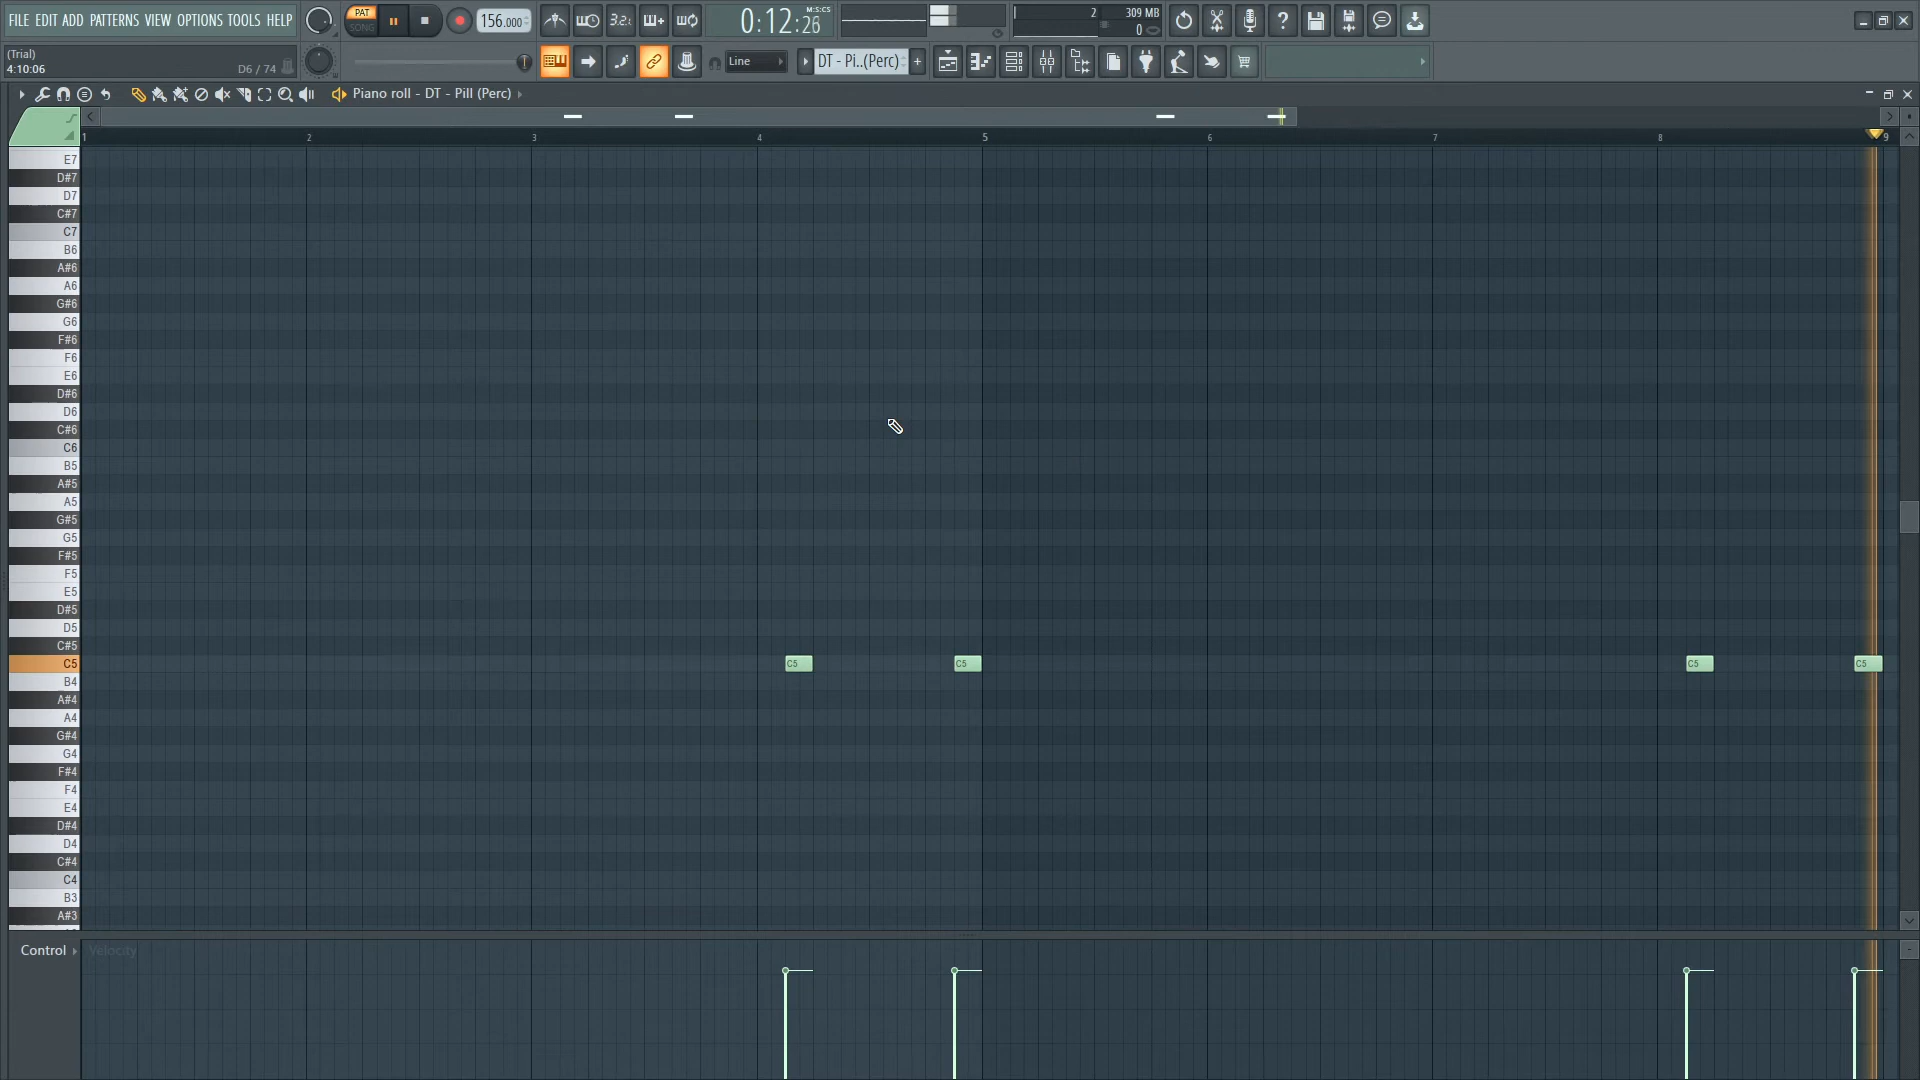 FILE EDIT ADD PATTERNS VIEW OPTIONS TOOLS HELP
PAT
SONG
156.000
3.2.
0:12:26
M:S:CS
2
309 MB
0
(Trial)
4:10:06
D6 / 74
Line
DT - Pi..(Perc)
+
Piano roll - DT - Pill (Perc)
1 2 3 4 5 6 7 8 9
E7
D#7
D7
C#7
C7
B6
A#6
A6
G#6
G6
F#6
F6
E6
D#6
D6
C#6
C6
B5
A#5
A5
G#5
G5
F#5
F5
E5
D#5
D5
C#5
C5 C5 C5 C5 C5
B4
A#4
A4
G#4
G4
F#4
F4
E4
D#4
D4
C#4
C4
B3
A#3
Control
Velocity